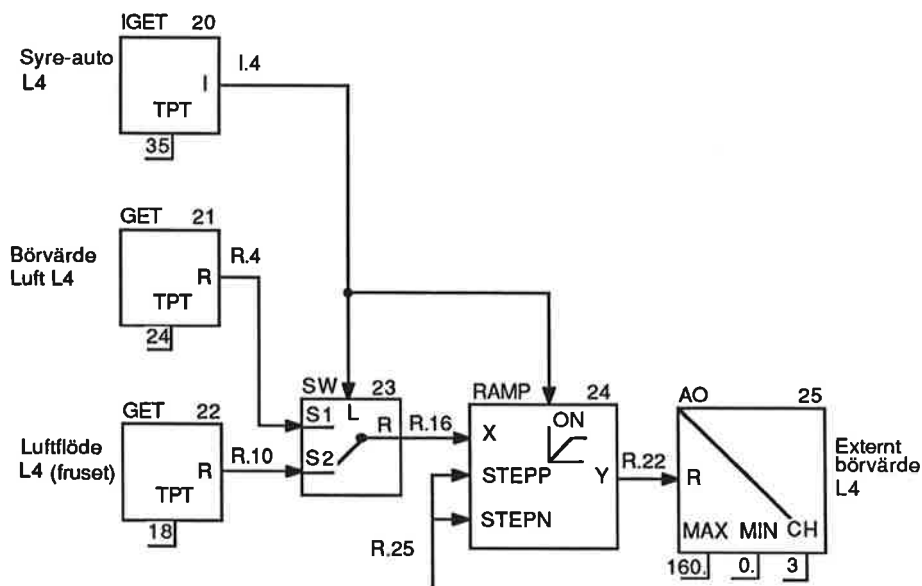 IGET 20
Syre-auto
L4
I.4
I
TPT
35
GET 21
Börvärde
Luft L4
R.4
R
TPT
24
GET 22
Luftflöde
L4 (fruset)
R.10
R
TPT
18
SW 23
S1 L
R
S2
R.16
RAMP 24
ON
X
STEPP
Y
STEPN
R.25
R.22
AO 25
R
MAX MIN CH
160. 0. 3
Externt
börvärde
L4